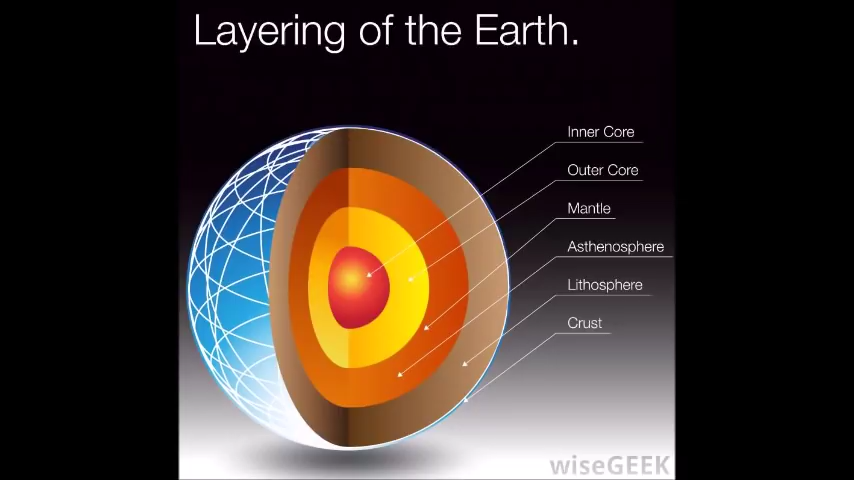 Layering of the Earth.
Inner Core
Outer Core
Mantle
Asthenosphere
Lithosphere
Crust
wiseGEEK